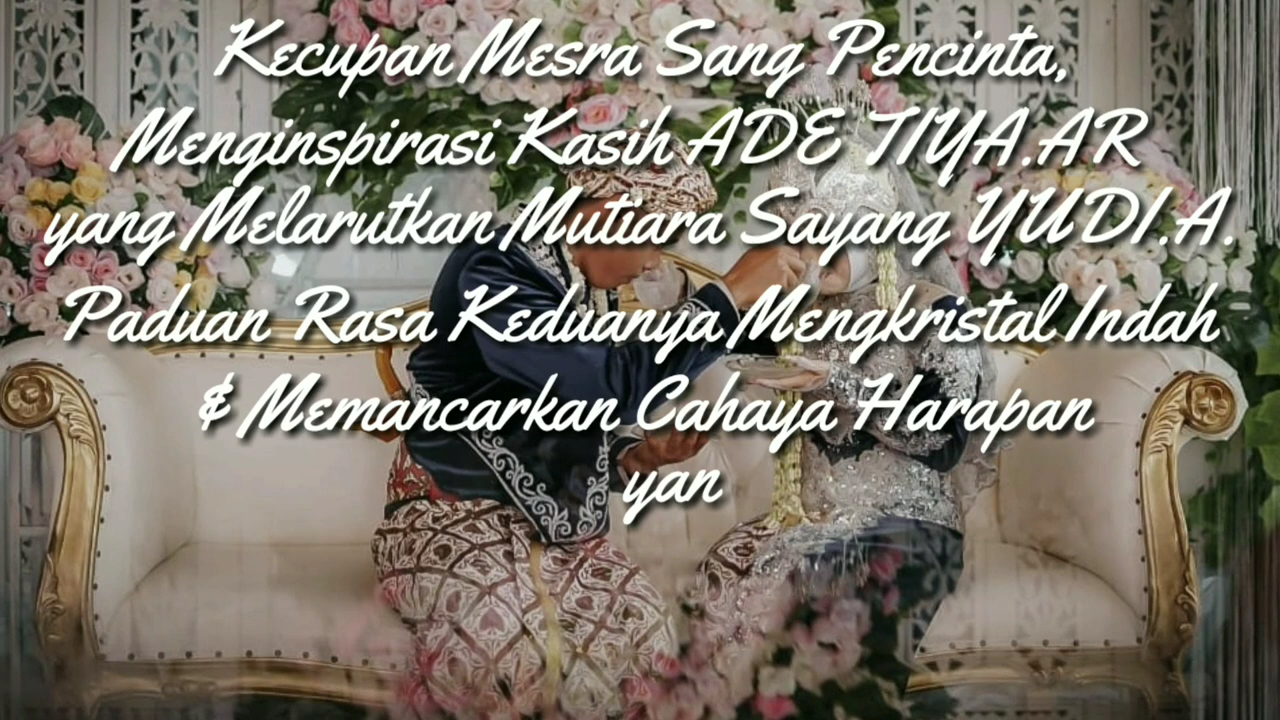 Kecupan Mesra Sang Pencinta,
Menginspirasi Kasih ADE TIYA.AR
yang Melarutkan Mutiara Sayang YUDI.A.
Paduan Rasa Keduanya Mengkristal Indah
& Memancarkan Cahaya Harapan
yan